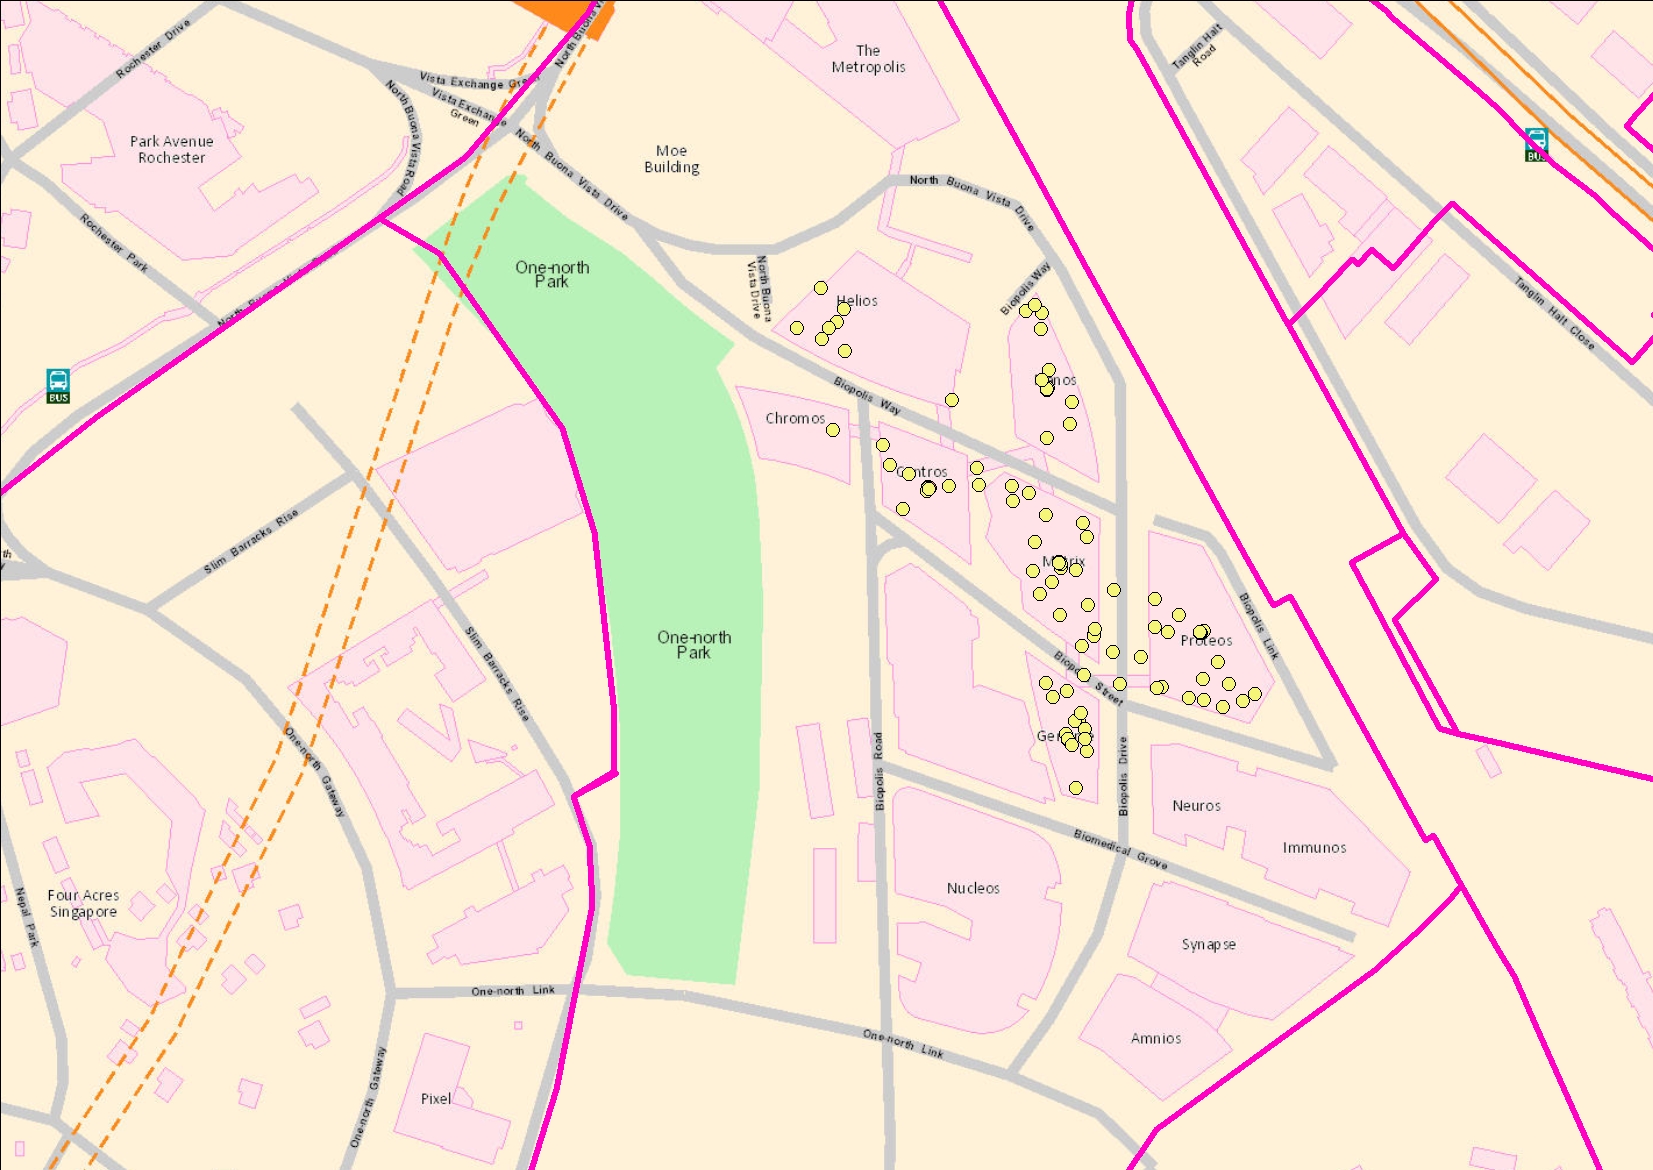 Rochester Drive
North Buona Vi
The
Metropolis
Tanglin Halt
Road
Vista Exchange Gre
Vista Exchange
Green
North Buona Vista Road
North Buona Vista Drive
Park Avenue
Rochester
Moe
Building
BUS
North Buona Vista Drive
Rochester Park
One-north
Park
North Buona
Vista Drive
Biopolis Way
Helios
Tanglin Halt Close
BUS
Biopolis Way
Chromos
Slim Barracks Rise
Biopolis Link
Proteos
One-north
Park
Slim Barracks Rise
Street
One-north Gateway
Biopolis Road
Biopolis Drive
Neuros
Immunos
Biomedical Grove
Four Acres
Singapore
Nepal Park
Nucleos
Synapse
One-north Link
One-north Link
Amnios
Pixel
One-north Gateway